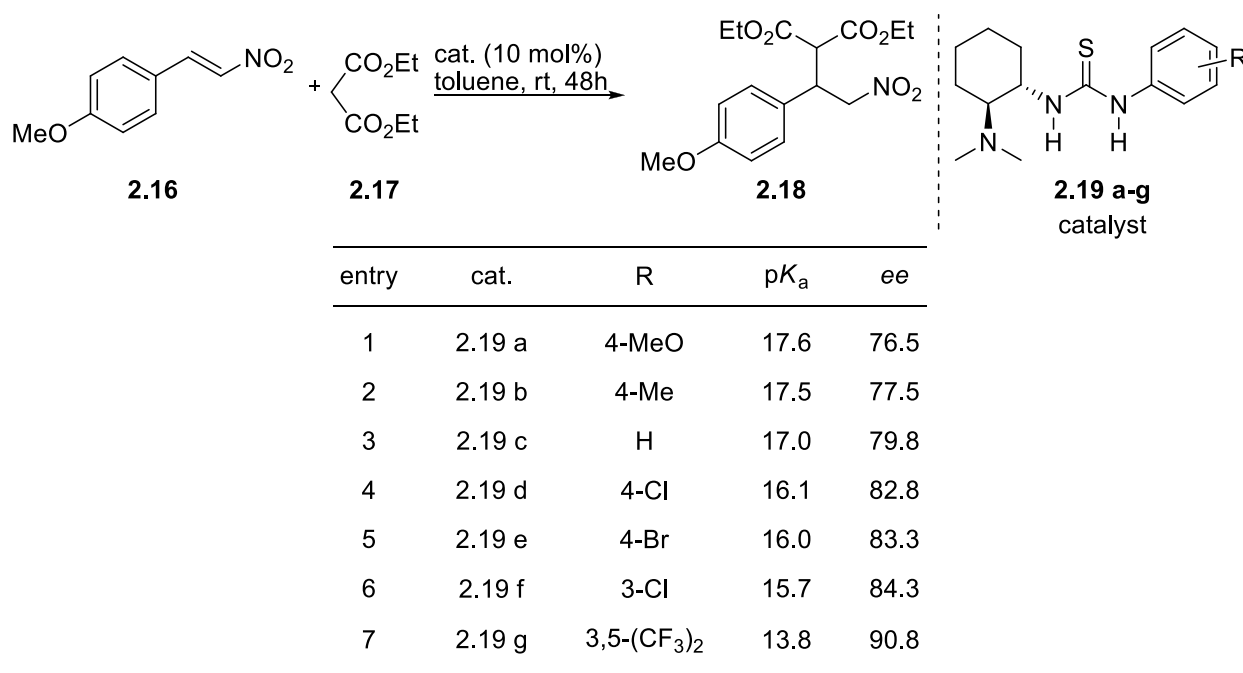 EtO₂C CO₂Et
NO₂ + CO₂Et cat. (10 mol%) NO₂ S R
CO₂Et toluene, rt, 48h N N
MeO MeO N H H
2.16 2.17 2.18 2.19 a-g
catalyst
entry cat. R pKₐ ee
1 2.19 a 4-MeO 17.6 76.5
2 2.19 b 4-Me 17.5 77.5
3 2.19 c H 17.0 79.8
4 2.19 d 4-Cl 16.1 82.8
5 2.19 e 4-Br 16.0 83.3
6 2.19 f 3-Cl 15.7 84.3
7 2.19 g 3,5-(CF₃)₂ 13.8 90.8